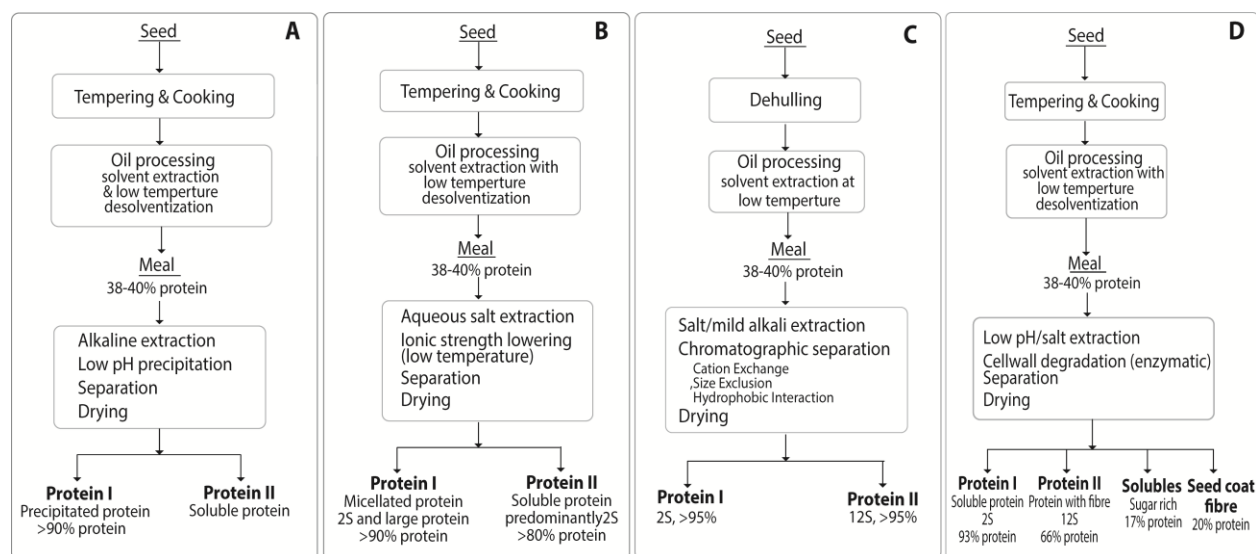 A
Seed
Tempering & Cooking
Oil processing
solvent extraction
& low temperture
desolventization
Meal
38-40% protein
Alkaline extraction
Low pH precipitation
Separation
Drying
Protein I
Precipitated protein
>90% protein
Protein II
Soluble protein
B
Seed
Tempering & Cooking
Oil processing
solvent extraction with
low temperture
desolventization
Meal
38-40% protein
Aqueous salt extraction
Ionic strength lowering
(low temperature)
Separation
Drying
Protein I
Micellated protein
2S and large protein
>90% protein
Protein II
Soluble protein
predominantly2S
>80% protein
C
Seed
Dehulling
Oil processing
solvent extraction at
low temperture
Meal
38-40% protein
Salt/mild alkali extraction
Chromatographic separation
Cation Exchange
,Size Exclusion
Hydrophobic Interaction
Drying
Protein I
2S, >95%
Protein II
12S, >95%
D
Seed
Tempering & Cooking
Oil processing
solvent extraction with
low temperture
desolventization
Meal
38-40% protein
Low pH/salt extraction
Cellwall degradation (enzymatic)
Separation
Drying
Protein I
Soluble protein
2S
93% protein
Protein II
Protein with fibre
12S
66% protein
Solubles
Sugar rich
17% protein
Seed coat
fibre
20% protein